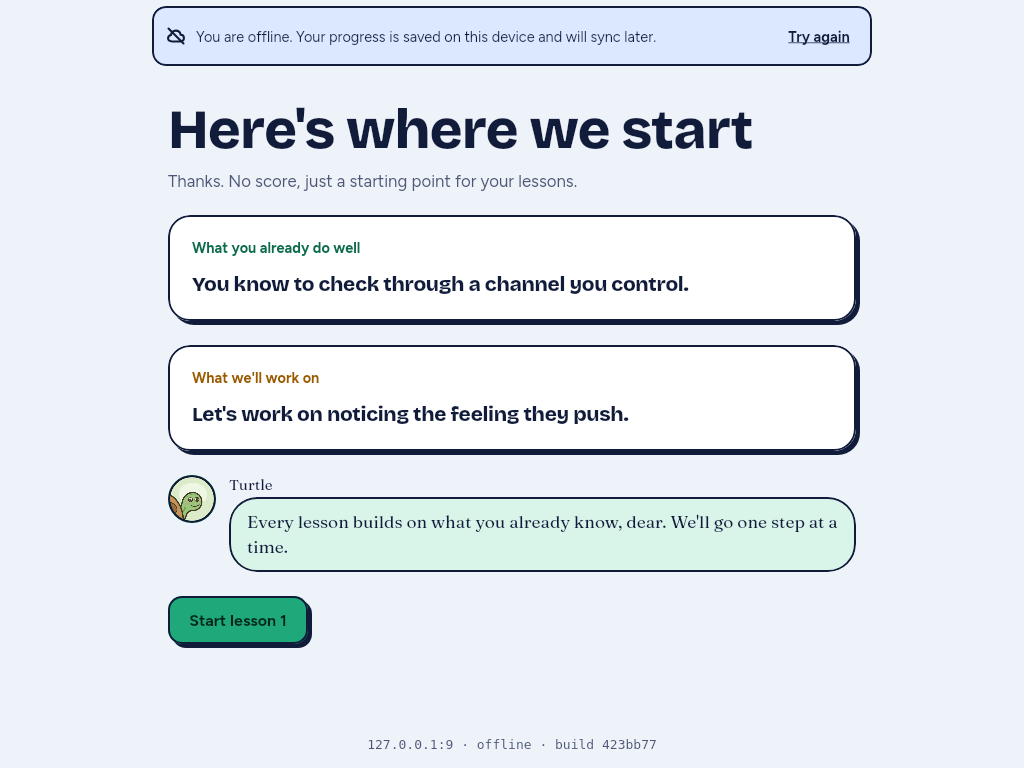 You are offline. Your progress is saved on this device and will sync later.
Try again
Here's where we start
Thanks. No score, just a starting point for your lessons.
What you already do well
You know to check through a channel you control.
What we'll work on
Let's work on noticing the feeling they push.
Turtle
Every lesson builds on what you already know, dear. We'll go one step at a
time.
Start lesson 1
127.0.0.1:9 · offline · build 423bb77